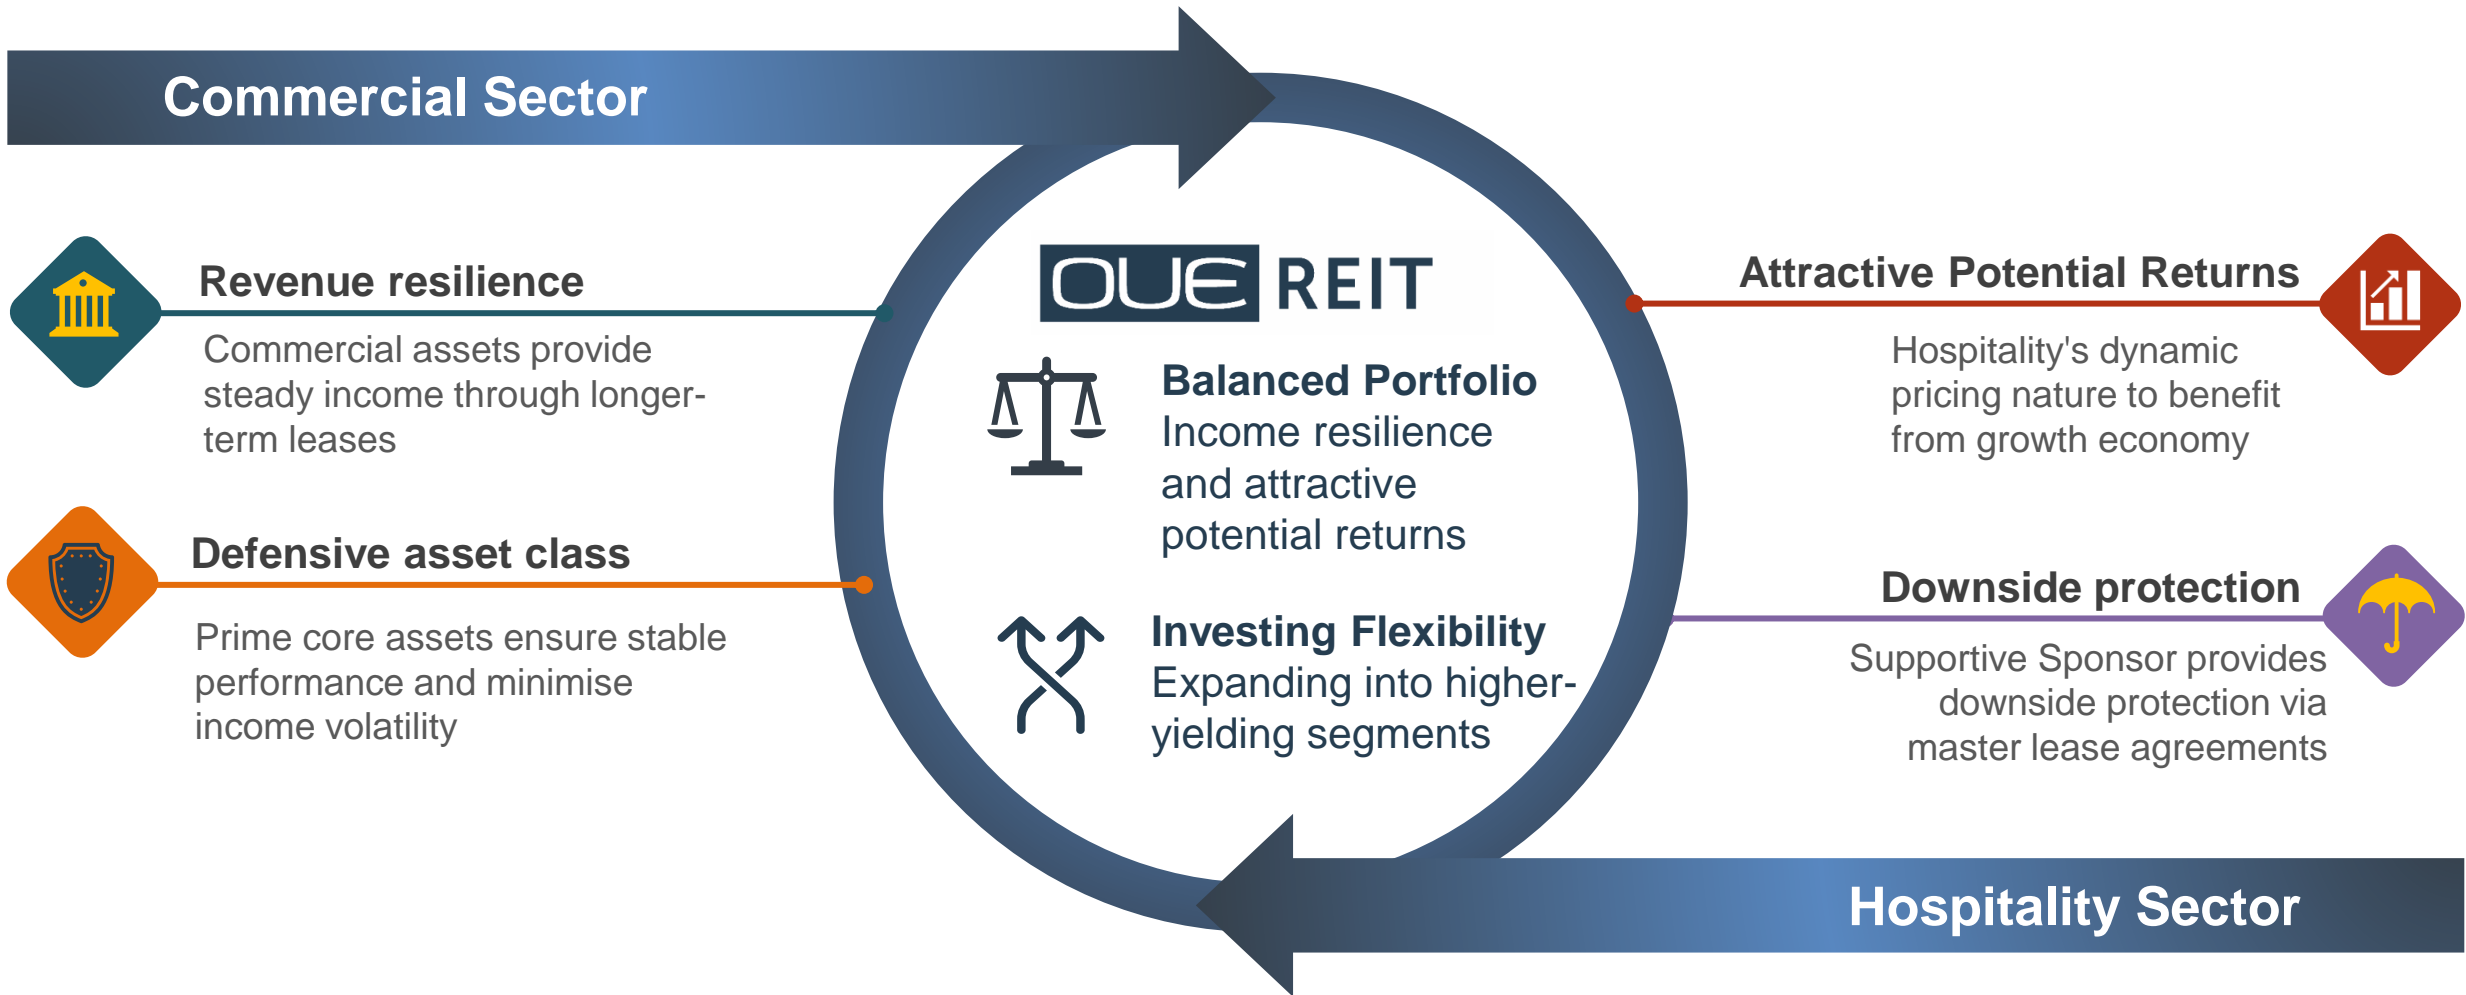 Commercial Sector
Revenue resilience
Commercial assets provide
steady income through longer-
term leases
Defensive asset class
Prime core assets ensure stable
performance and minimise
income volatility
OUE REIT
Balanced Portfolio
Income resilience
and attractive
potential returns
Investing Flexibility
Expanding into higher-
yielding segments
Attractive Potential Returns
Hospitality's dynamic
pricing nature to benefit
from growth economy
Downside protection
Supportive Sponsor provides
downside protection via
master lease agreements
Hospitality Sector